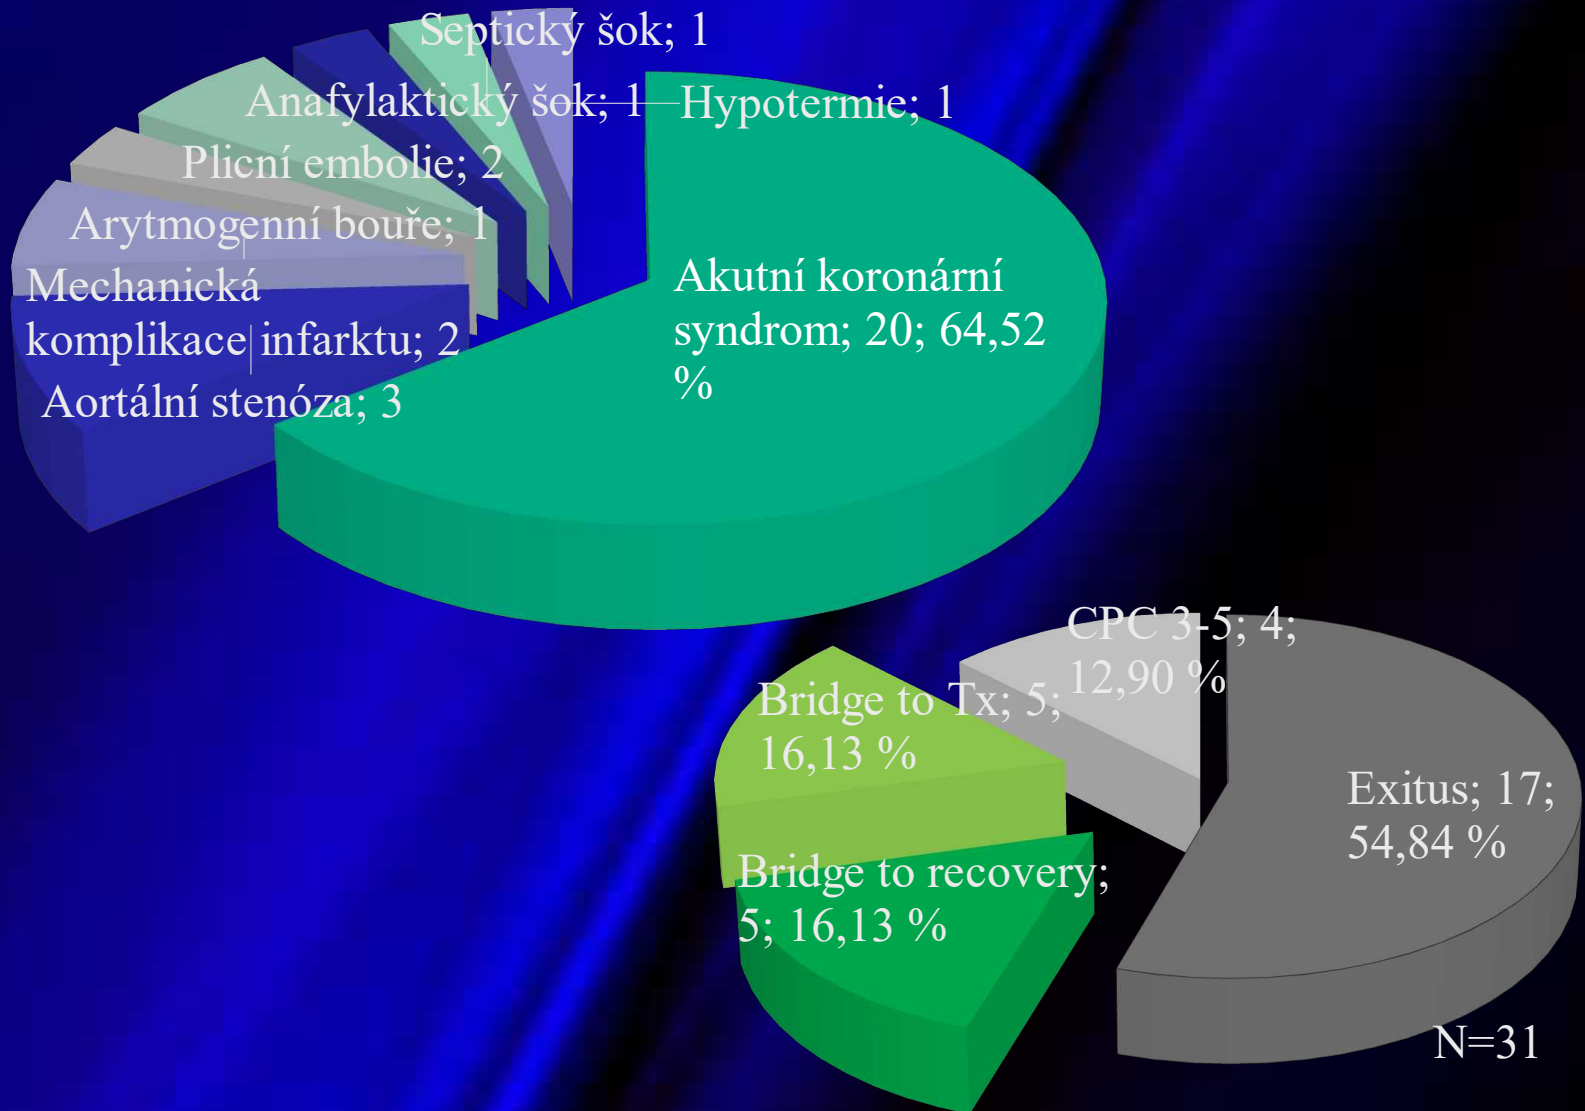 Septický šok; 1
Anafylaktický šok; 1
Hypotermie; 1
Plicní embolie; 2
Arytmogenní bouře; 1
Mechanická
komplikace infarktu; 2
Aortální stenóza; 3
Akutní koronární
syndrom; 20; 64,52
%
CPC 3-5; 4;
12,90 %
Bridge to Tx; 5;
16,13 %
Exitus; 17;
54,84 %
Bridge to recovery;
5; 16,13 %
N=31